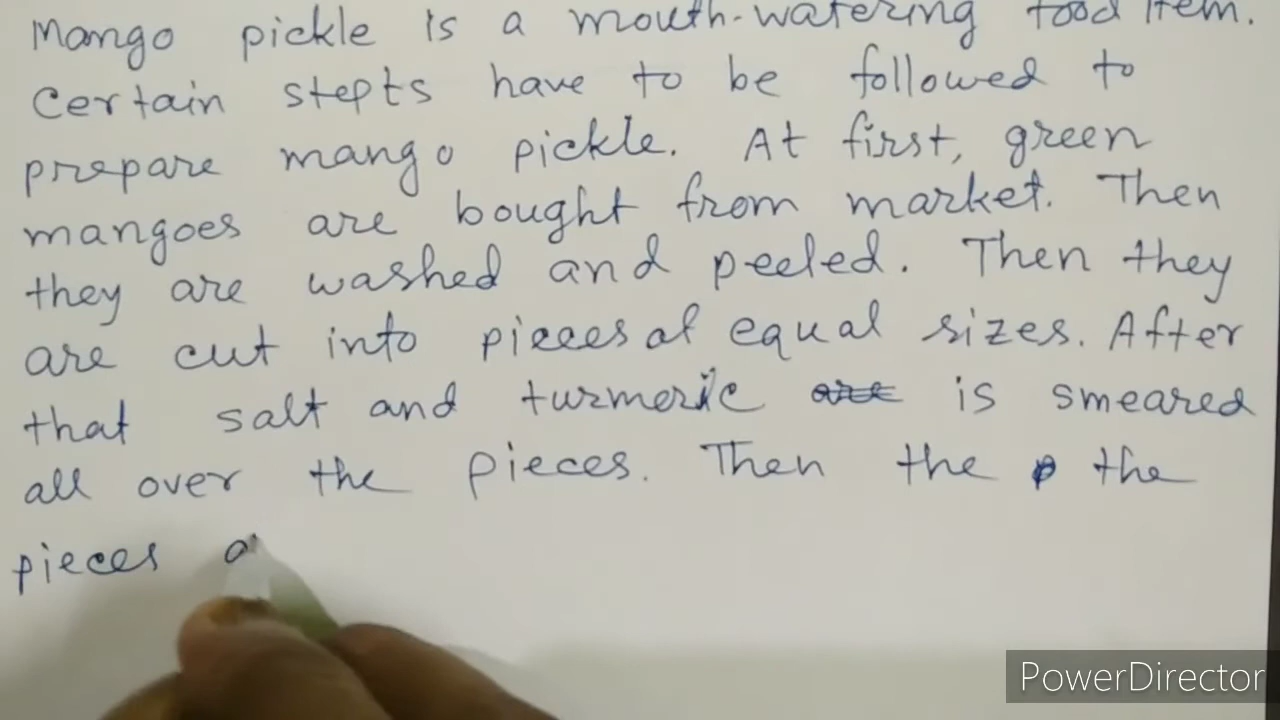 Mango pickle is a mouth-watering food item.
Certain stepts have to be followed to
prepare mango pickle. At first, green
mangoes are bought from market. Then
they are washed and peeled. Then they
are cut into pieces of equal sizes. After
that salt and turmeric are is smeared
all over the pieces. Then the p the
pieces a
PowerDirector